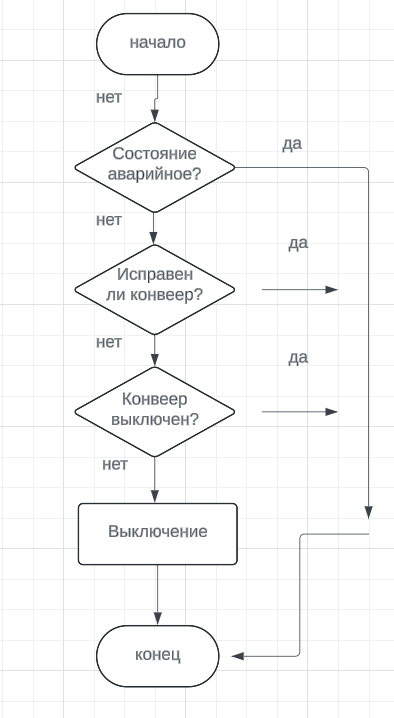 начало
нет
да
Состояние
аварийное?
нет
да
Исправен
ли конвеер?
нет
да
Конвеер
выключен?
нет
Выключение
конец